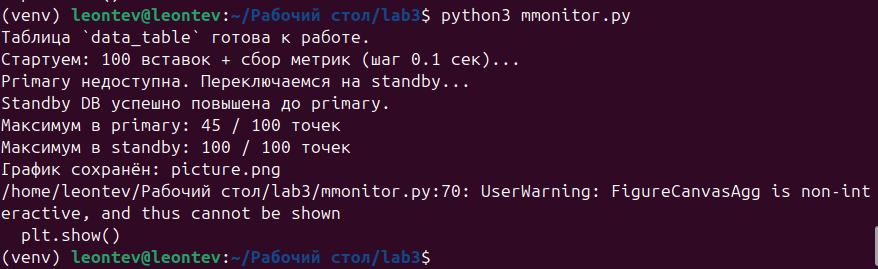 (venv) leontev@leontev:~/Рабочий стол/lab3$ python3 mmonitor.py
Таблица `data_table` готова к работе.
Стартуем: 100 вставок + сбор метрик (шаг 0.1 сек)...
Primary недоступна. Переключаемся на standby...
Standby DB успешно повышена до primary.
Максимум в primary: 45 / 100 точек
Максимум в standby: 100 / 100 точек
График сохранён: picture.png
/home/leontev/Рабочий стол/lab3/mmonitor.py:70: UserWarning: FigureCanvasAgg is non-int
eractive, and thus cannot be shown
  plt.show()
(venv) leontev@leontev:~/Рабочий стол/lab3$